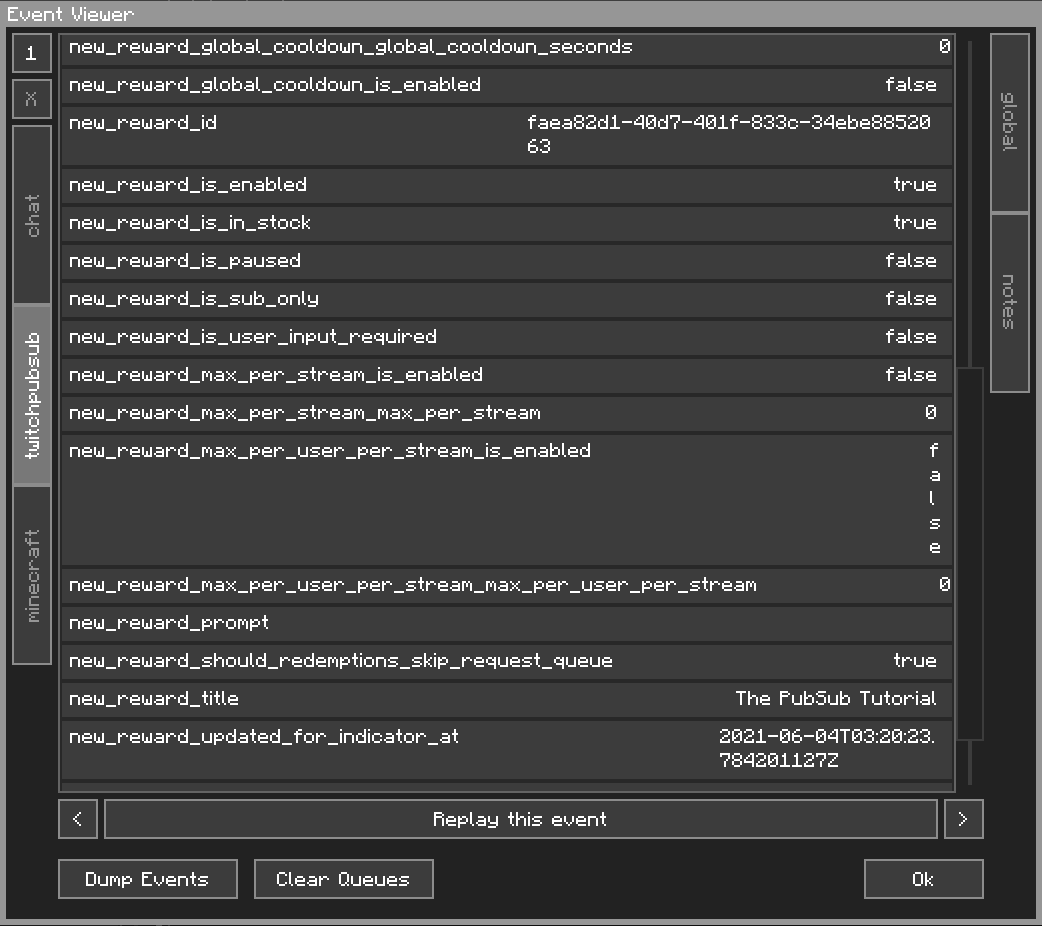 Event Viewer
1
X
chat
twitchpubsub
minecraft
global
notes
new_reward_global_cooldown_global_cooldown_seconds 0
new_reward_global_cooldown_is_enabled false
new_reward_id faea82d1-40d7-401f-833c-34ebe88520
63
new_reward_is_enabled true
new_reward_is_in_stock true
new_reward_is_paused false
new_reward_is_sub_only false
new_reward_is_user_input_required false
new_reward_max_per_stream_is_enabled false
new_reward_max_per_stream_max_per_stream 0
new_reward_max_per_user_per_stream_is_enabled f
a
l
s
e
new_reward_max_per_user_per_stream_max_per_user_per_stream 0
new_reward_prompt
new_reward_should_redemptions_skip_request_queue true
new_reward_title The PubSub Tutorial
new_reward_updated_for_indicator_at 2021-06-04T03:20:23.
784201127Z
< Replay this event >
Dump Events Clear Queues Ok